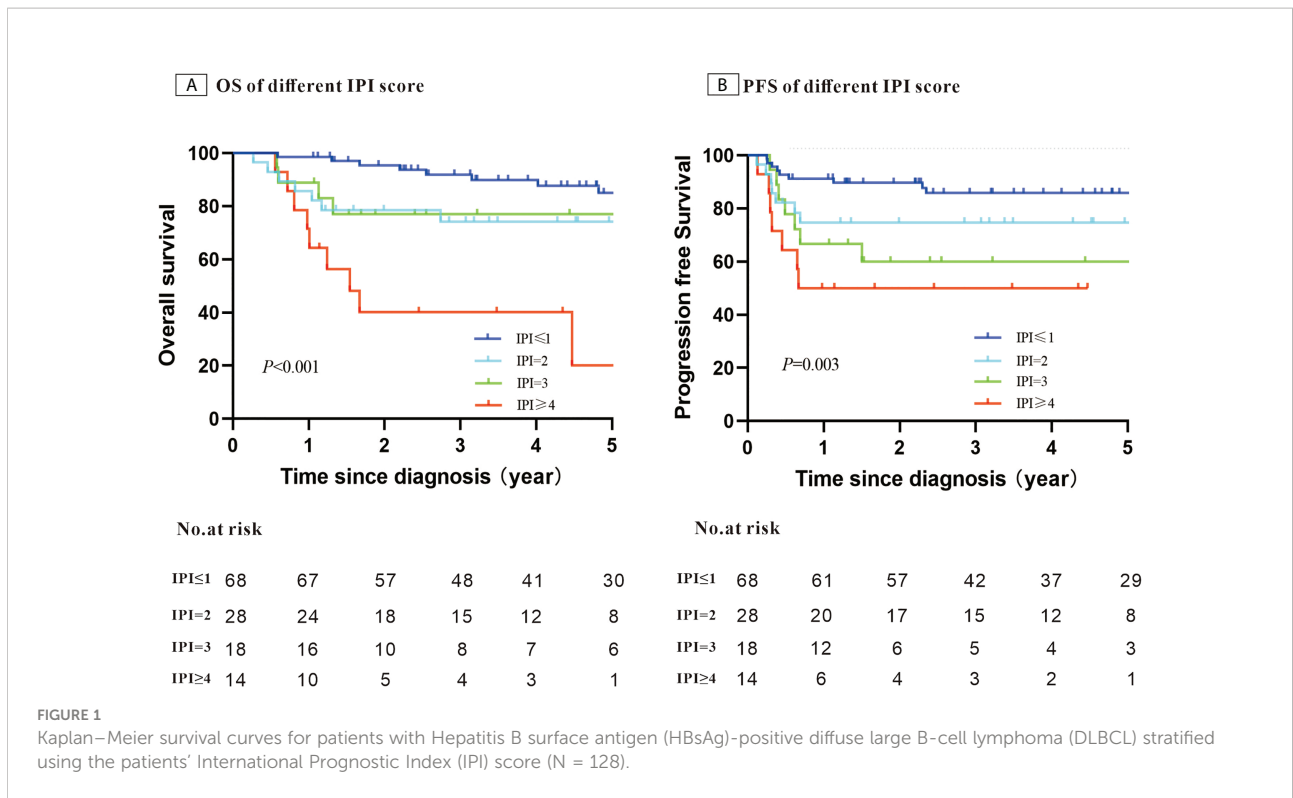 A OS of different IPI score
100
80
60
40
20
0
Overall survival
P<0.001
IPI≤1
IPI=2
IPI=3
IPI≥4
0 1 2 3 4 5
Time since diagnosis（year）
No.at risk
IPI≤1 68 67 57 48 41 30
IPI=2 28 24 18 15 12 8
IPI=3 18 16 10 8 7 6
IPI≥4 14 10 5 4 3 1
B PFS of different IPI score
100
80
60
40
20
0
Progression free Survival
P=0.003
IPI≤1
IPI=2
IPI=3
IPI≥4
0 1 2 3 4 5
Time since diagnosis（year）
No.at risk
IPI≤1 68 61 57 42 37 29
IPI=2 28 20 17 15 12 8
IPI=3 18 12 6 5 4 3
IPI≥4 14 6 4 3 2 1
FIGURE 1
Kaplan–Meier survival curves for patients with Hepatitis B surface antigen (HBsAg)-positive diffuse large B-cell lymphoma (DLBCL) stratified
using the patients’ International Prognostic Index (IPI) score (N = 128).